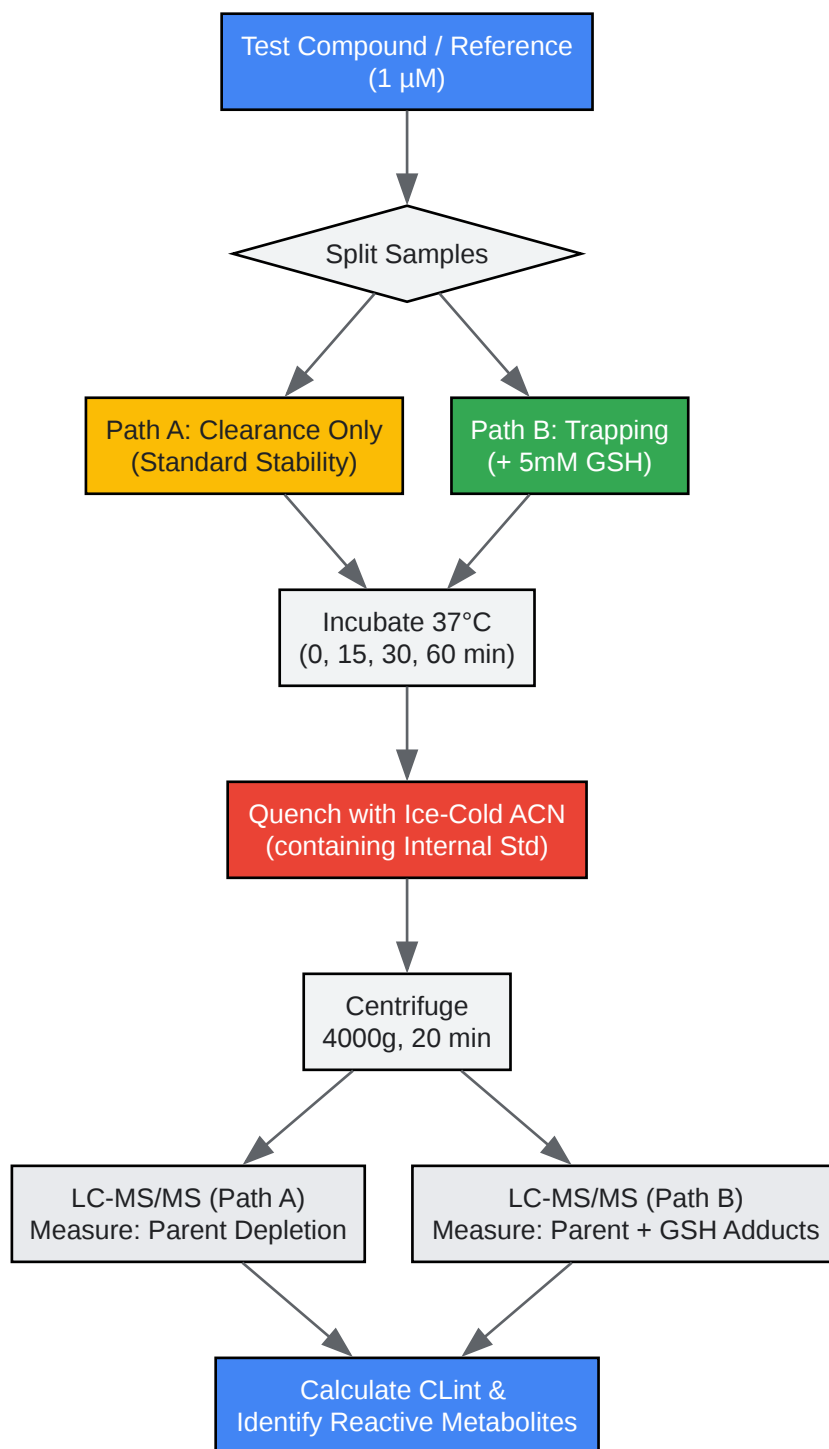 Test Compound / Reference
(1 µM)
Split Samples
Path A: Clearance Only
(Standard Stability)
Path B: Trapping
(+ 5mM GSH)
Incubate 37°C
(0, 15, 30, 60 min)
Quench with Ice-Cold ACN
(containing Internal Std)
Centrifuge
4000g, 20 min
LC-MS/MS (Path A)
Measure: Parent Depletion
LC-MS/MS (Path B)
Measure: Parent + GSH Adducts
Calculate CLint &
Identify Reactive Metabolites